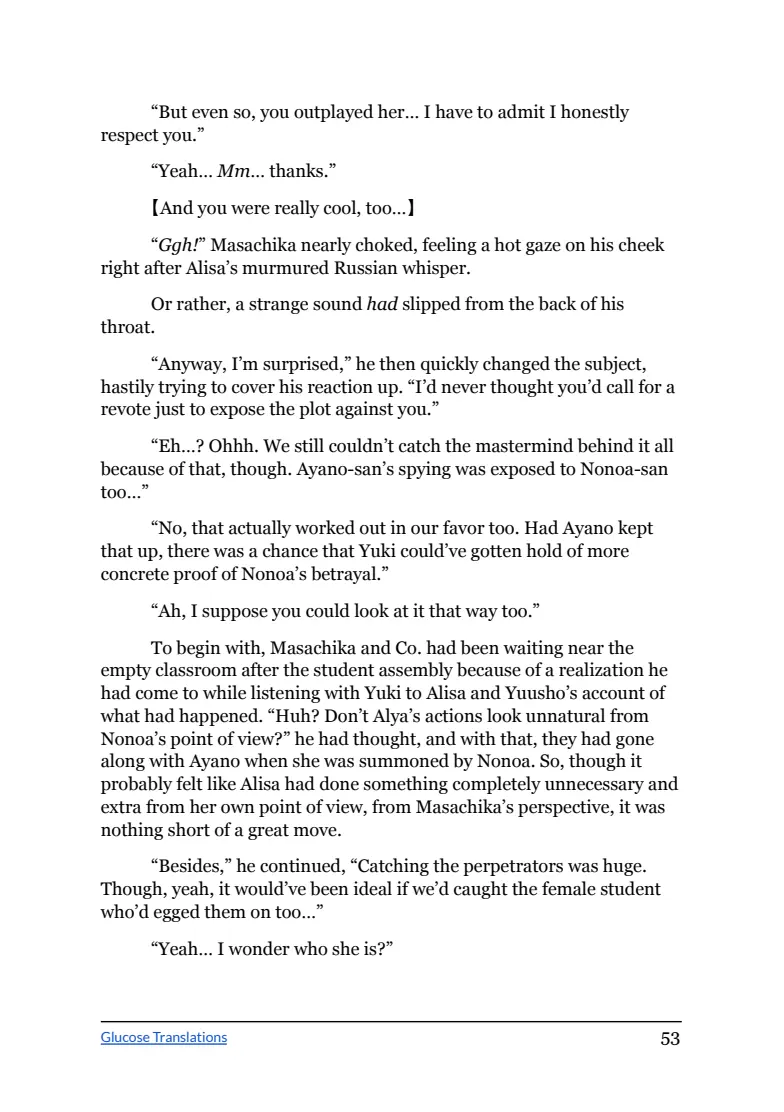 “But even so, you outplayed her… I have to admit I honestly
respect you.”
“Yeah… Mm… thanks.”
【And you were really cool, too…】
“Ggh!” Masachika nearly choked, feeling a hot gaze on his cheek
right after Alisa’s murmured Russian whisper.
Or rather, a strange sound had slipped from the back of his
throat.
“Anyway, I’m surprised,” he then quickly changed the subject,
hastily trying to cover his reaction up. “I’d never thought you’d call for a
revote just to expose the plot against you.”
“Eh…? Ohhh. We still couldn’t catch the mastermind behind it all
because of that, though. Ayano-san’s spying was exposed to Nonoa-san
too…”
“No, that actually worked out in our favor too. Had Ayano kept
that up, there was a chance that Yuki could’ve gotten hold of more
concrete proof of Nonoa’s betrayal.”
“Ah, I suppose you could look at it that way too.”
To begin with, Masachika and Co. had been waiting near the
empty classroom after the student assembly because of a realization he
had come to while listening with Yuki to Alisa and Yuusho’s account of
what had happened. “Huh? Don’t Alya’s actions look unnatural from
Nonoa’s point of view?” he had thought, and with that, they had gone
along with Ayano when she was summoned by Nonoa. So, though it
probably felt like Alisa had done something completely unnecessary and
extra from her own point of view, from Masachika’s perspective, it was
nothing short of a great move.
“Besides,” he continued, “Catching the perpetrators was huge.
Though, yeah, it would’ve been ideal if we’d caught the female student
who’d egged them on too…”
“Yeah… I wonder who she is?”
Glucose Translations 53